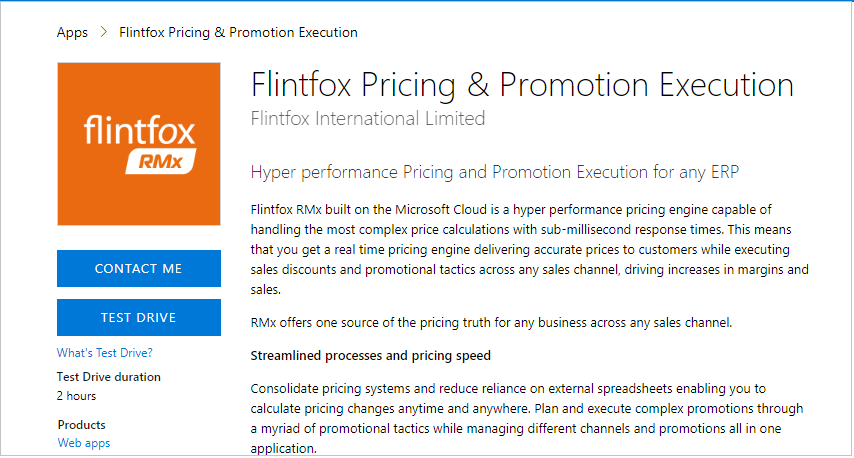 Apps > Flintfox Pricing & Promotion Execution
flintfox
RMx
CONTACT ME
TEST DRIVE
What's Test Drive?
Test Drive duration
2 hours
Products
Web apps
Flintfox Pricing & Promotion Execution
Flintfox International Limited
Hyper performance Pricing and Promotion Execution for any ERP
Flintfox RMx built on the Microsoft Cloud is a hyper performance pricing engine capable of
handling the most complex price calculations with sub-millisecond response times. This means
that you get a real time pricing engine delivering accurate prices to customers while executing
sales discounts and promotional tactics across any sales channel, driving increases in margins and
sales.
RMx offers one source of the pricing truth for any business across any sales channel.
Streamlined processes and pricing speed
Consolidate pricing systems and reduce reliance on external spreadsheets enabling you to
calculate pricing changes anytime and anywhere. Plan and execute complex promotions through
a myriad of promotional tactics while managing different channels and promotions all in one
application.